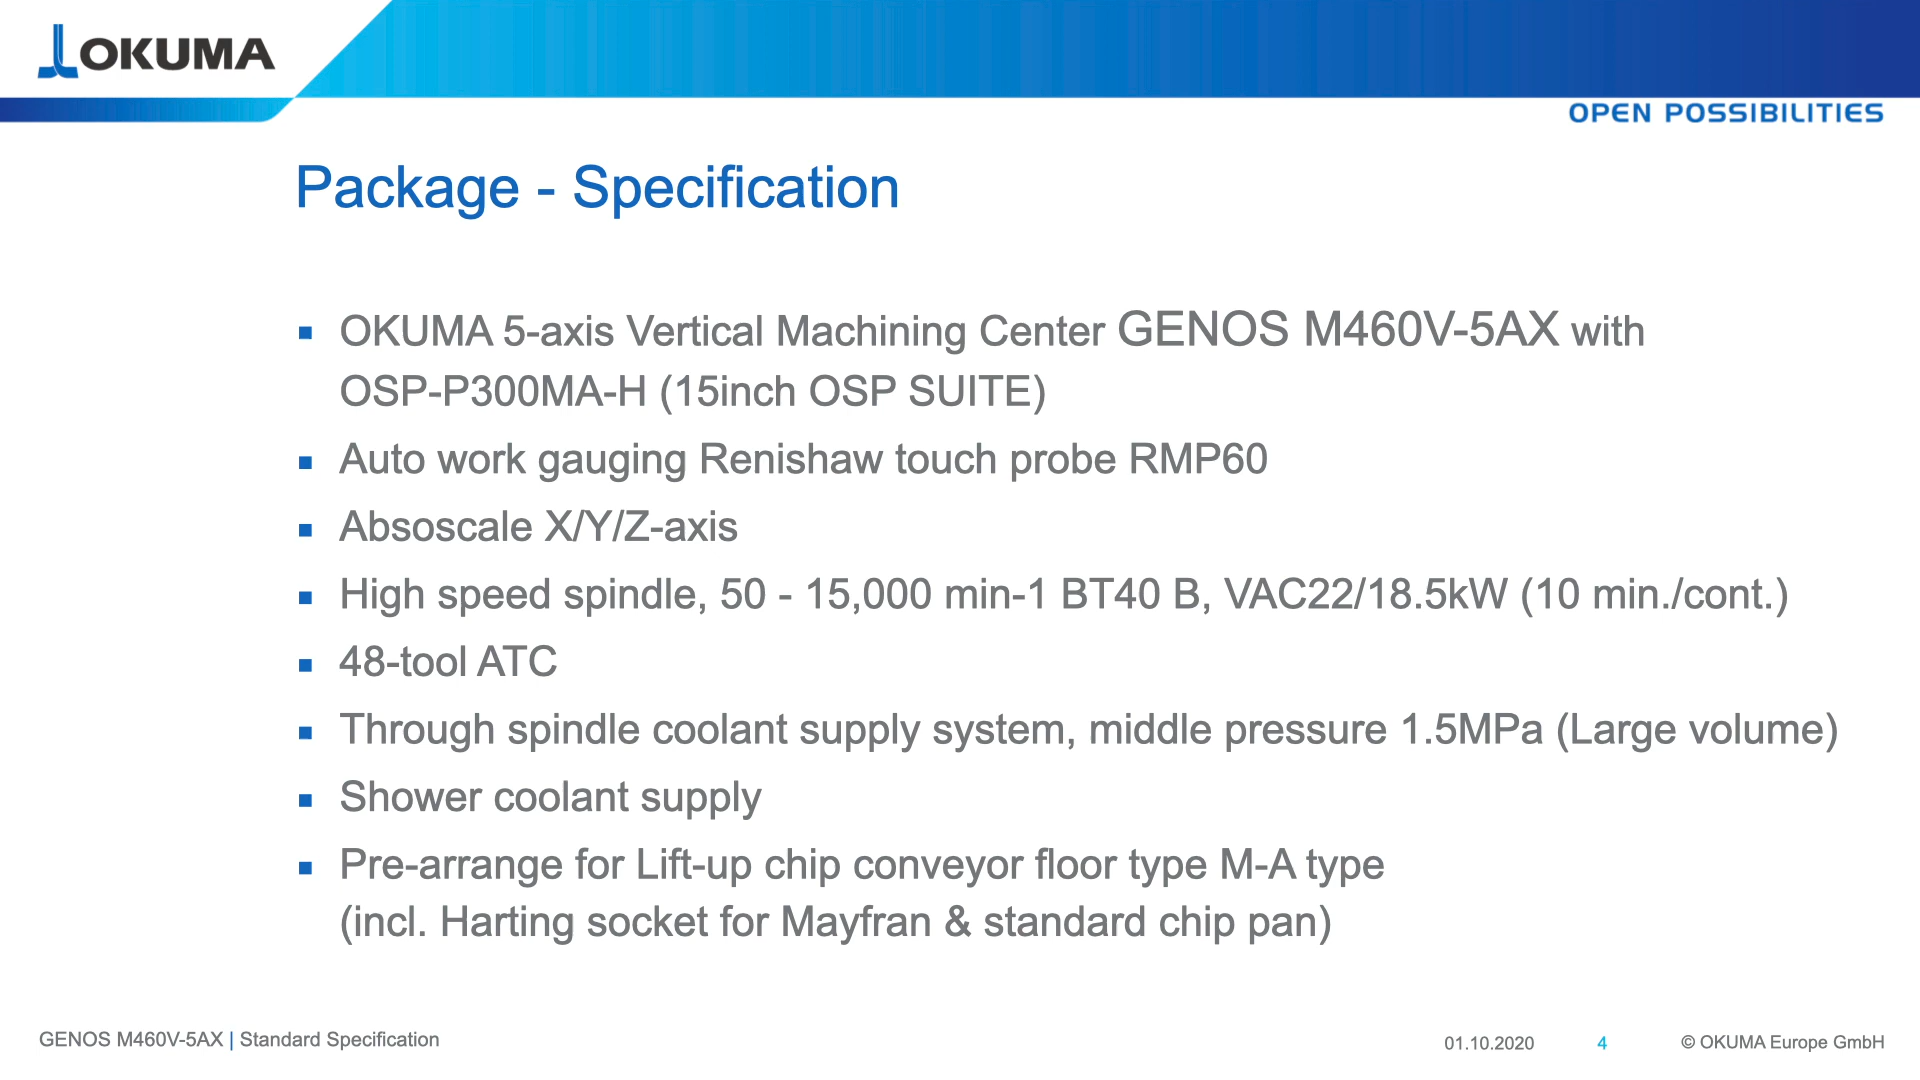 OKUMA
OPEN POSSIBILITIES
Package - Specification
▪ OKUMA 5-axis Vertical Machining Center GENOS M460V-5AX with
OSP-P300MA-H (15inch OSP SUITE)
▪ Auto work gauging Renishaw touch probe RMP60
▪ Absoscale X/Y/Z-axis
▪ High speed spindle, 50 - 15,000 min-1 BT40 B, VAC22/18.5kW (10 min./cont.)
▪ 48-tool ATC
▪ Through spindle coolant supply system, middle pressure 1.5MPa (Large volume)
▪ Shower coolant supply
▪ Pre-arrange for Lift-up chip conveyor floor type M-A type
(incl. Harting socket for Mayfran & standard chip pan)
GENOS M460V-5AX | Standard Specification
01.10.2020 4 © OKUMA Europe GmbH